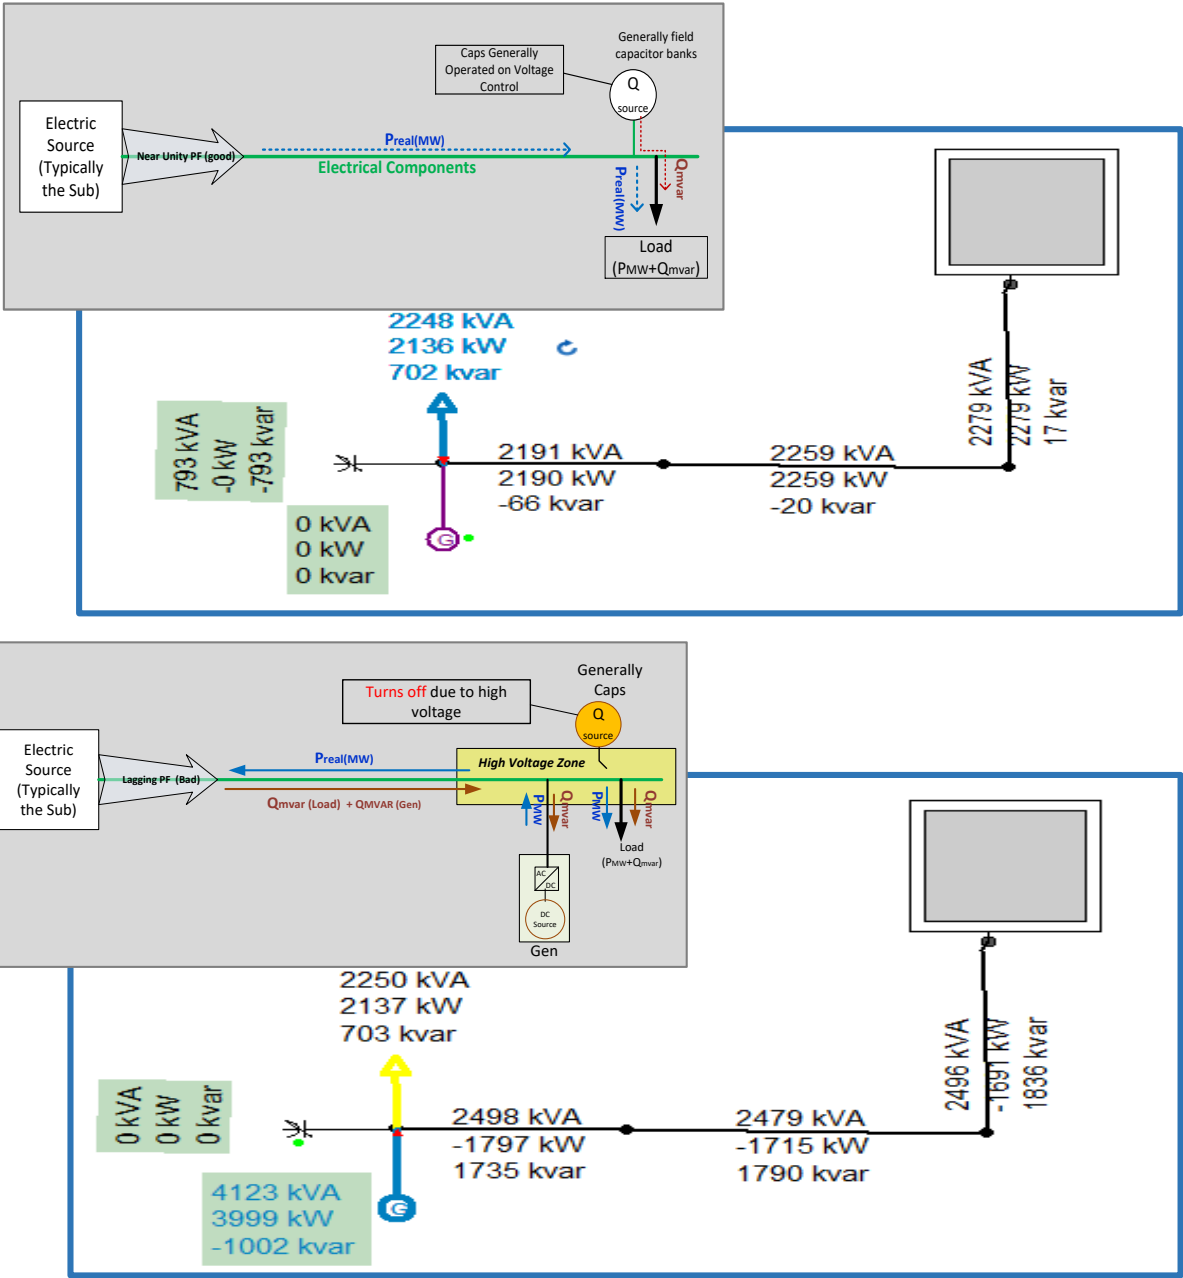 Generally field
capacitor banks
Caps Generally
Operated on Voltage
Control
Q
source
Electric
Source
(Typically
the Sub)
Near Unity PF (good)
Preal(MW)
Electrical Components
Preal(MW)
Qmvar
Load
(PMW+Qmvar)
2248 kVA
2136 kW
702 kvar
793 kVA
-0 kW
-793 kvar
0 kVA
0 kW
0 kvar
G
2191 kVA
2190 kW
-66 kvar
2259 kVA
2259 kW
-20 kvar
2279 kVA
2279 kW
17 kvar
Generally
Caps
Turns off due to high
voltage
Q
source
Electric
Source
(Typically
the Sub)
Lagging PF (Bad)
Preal(MW)
High Voltage Zone
Qmvar (Load) + QMVAR (Gen)
PMW
Qmvar
PMW
Qmvar
Load
(PMW+Qmvar)
AC
DC
DC
Source
Gen
2250 kVA
2137 kW
703 kvar
0 kVA
0 kW
0 kvar
4123 kVA
3999 kW
-1002 kvar
G
2498 kVA
-1797 kW
1735 kvar
2479 kVA
-1715 kW
1790 kvar
2496 kVA
-1691 kW
1836 kvar